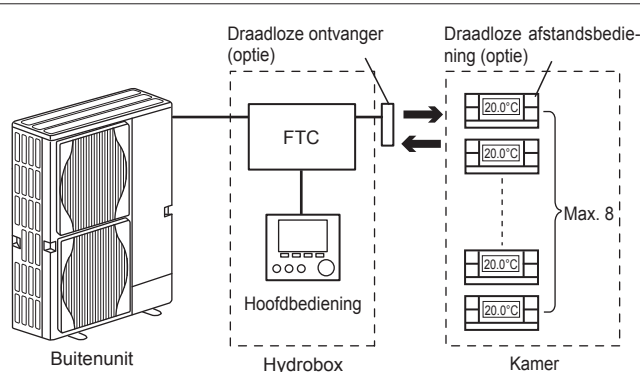 Draadloze ontvanger
(optie)
Draadloze afstandsbedie-
ning (optie)
FTC
20.0°C
20.0°C
Max. 8
20.0°C
20.0°C
Hoofdbediening
Buitenunit
Hydrobox
Kamer